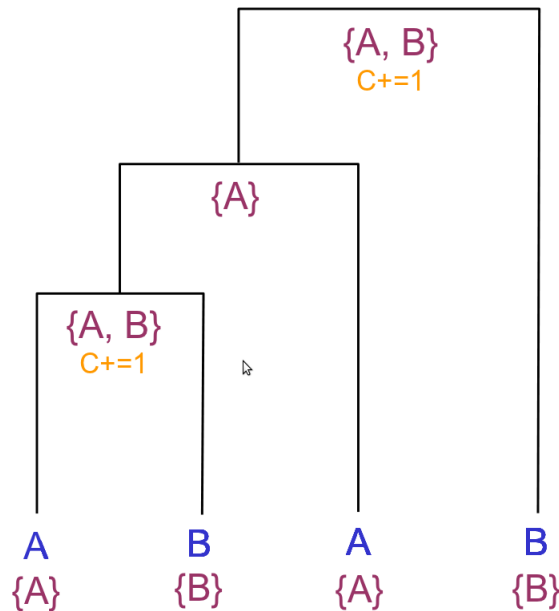 {A, B}
C+=1
{A}
{A, B}
C+=1
A B A B
{A} {B} {A} {B}